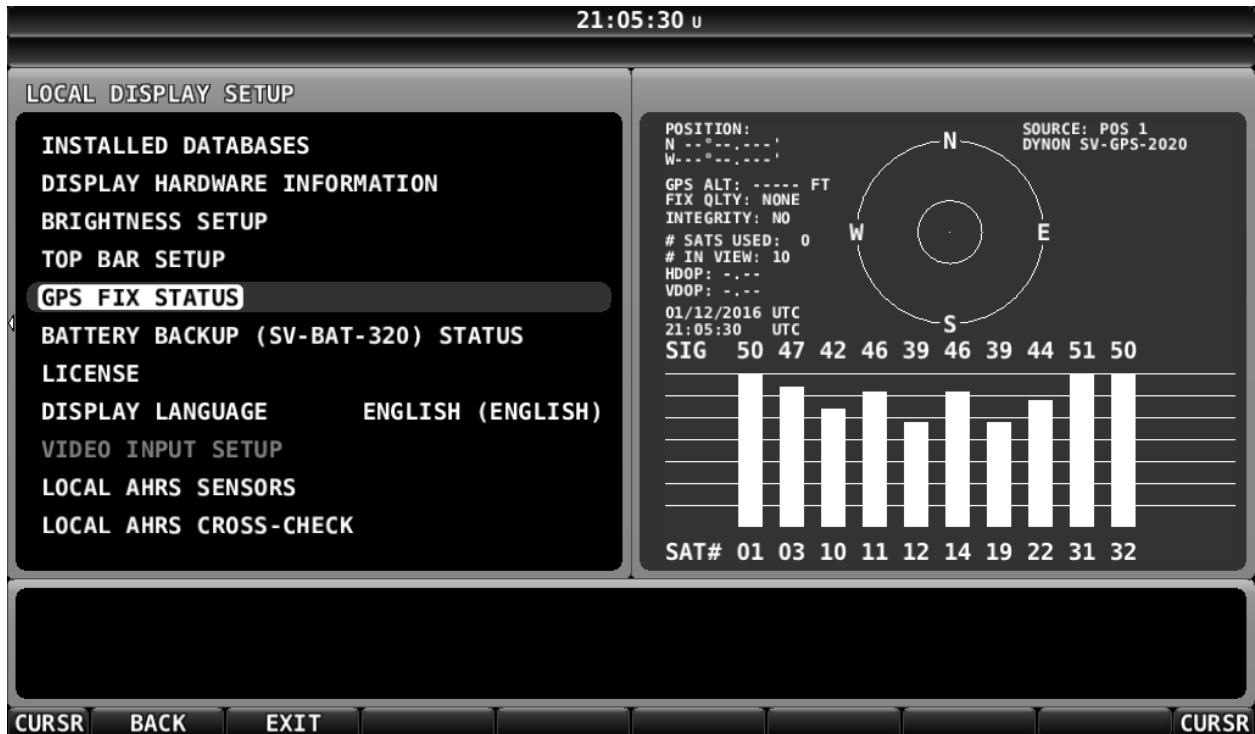 21:05:30 U
LOCAL DISPLAY SETUP
INSTALLED DATABASES
DISPLAY HARDWARE INFORMATION
BRIGHTNESS SETUP
TOP BAR SETUP
GPS FIX STATUS
BATTERY BACKUP (SV-BAT-320) STATUS
LICENSE
DISPLAY LANGUAGE ENGLISH (ENGLISH)
VIDEO INPUT SETUP
LOCAL AHRS SENSORS
LOCAL AHRS CROSS-CHECK
POSITION:
N --°--.---'
W---°--.---'
GPS ALT: ----- FT
FIX QLTY: NONE
INTEGRITY: NO
# SATS USED: 0
# IN VIEW: 10
HDOP: -.--
VDOP: -.--
01/12/2016 UTC
21:05:30 UTC
N
W
E
S
SOURCE: POS 1
DYNON SV-GPS-2020
SIG 50 47 42 46 39 46 39 44 51 50
SAT# 01 03 10 11 12 14 19 22 31 32
CURSR BACK EXIT CURSR